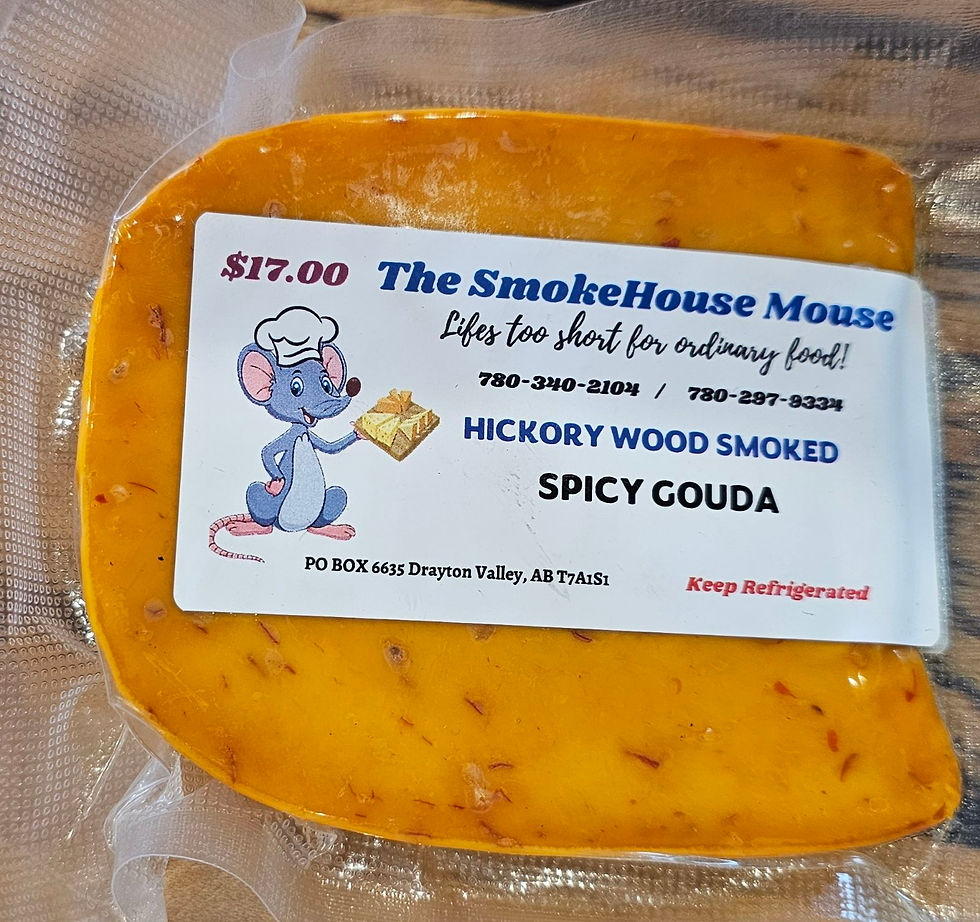 $17.00 The SmokeHouse Mouse
Lifes too short for ordinary food!
780-340-2104 / 780-297-9334
HICKORY WOOD SMOKED
SPICY GOUDA
PO BOX 6635 Drayton Valley, AB T7A1S1
Keep Refrigerated